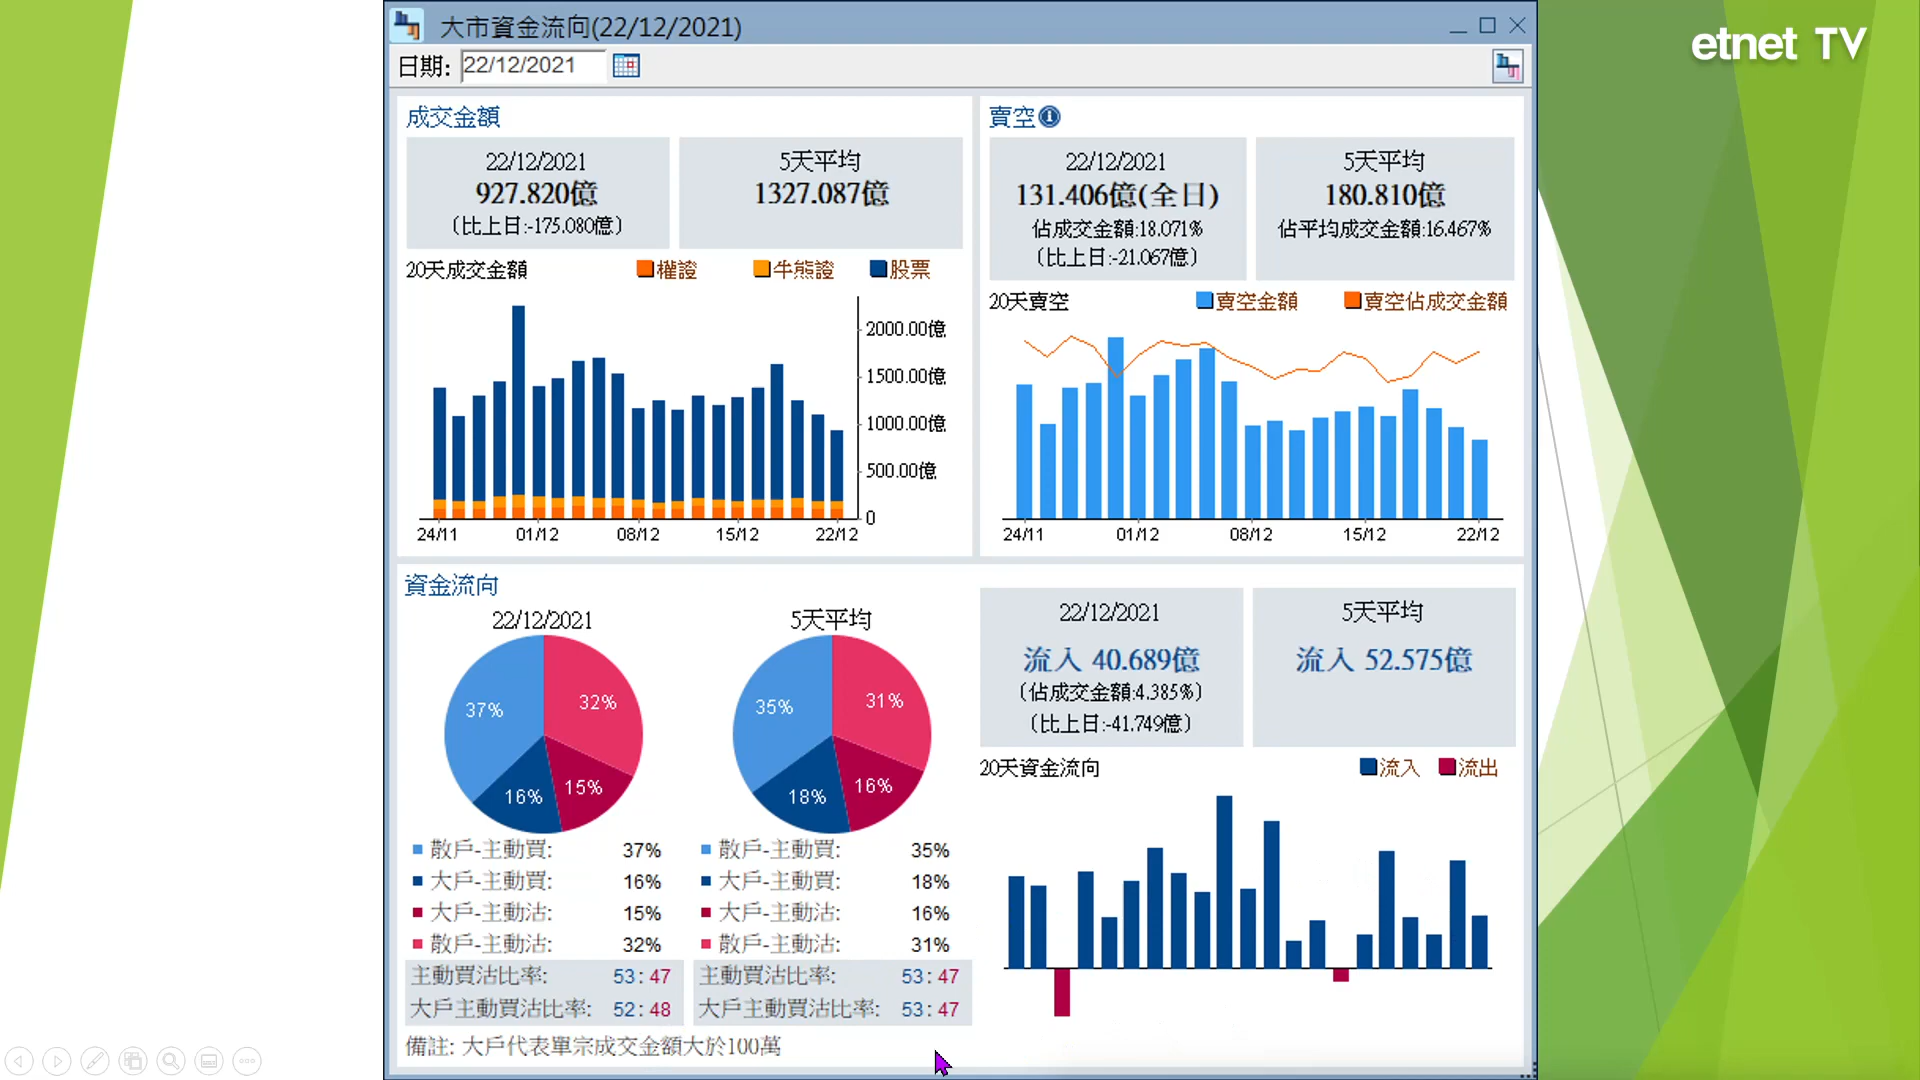 etnet TV
大市資金流向(22/12/2021)
日期: 22/12/2021
成交金額
22/12/2021
927.820億
(比上日:-175.080億)
5天平均
1327.087億
20天成交金額
權證 牛熊證 股票
2000.00億
1500.00億
1000.00億
500.00億
0
24/11 01/12 08/12 15/12 22/12
賣空
22/12/2021
131.406億(全日)
佔成交金額:18.071%
(比上日:-21.067億)
5天平均
180.810億
佔平均成交金額:16.467%
20天賣空
賣空金額 賣空佔成交金額
24/11 01/12 08/12 15/12 22/12
資金流向
22/12/2021
37%
32%
16%
15%
散戶-主動買: 37%
大戶-主動買: 16%
大戶-主動沽: 15%
散戶-主動沽: 32%
主動買沽比率: 53:47
大戶主動買沽比率: 52:48
5天平均
35%
31%
18%
16%
散戶-主動買: 35%
大戶-主動買: 18%
大戶-主動沽: 16%
散戶-主動沽: 31%
主動買沽比率: 53:47
大戶主動買沽比率: 53:47
備註: 大戶代表單宗成交金額大於100萬
22/12/2021
流入 40.689億
(佔成交金額:4.385%)
(比上日:-41.749億)
5天平均
流入 52.575億
20天資金流向
流入 流出